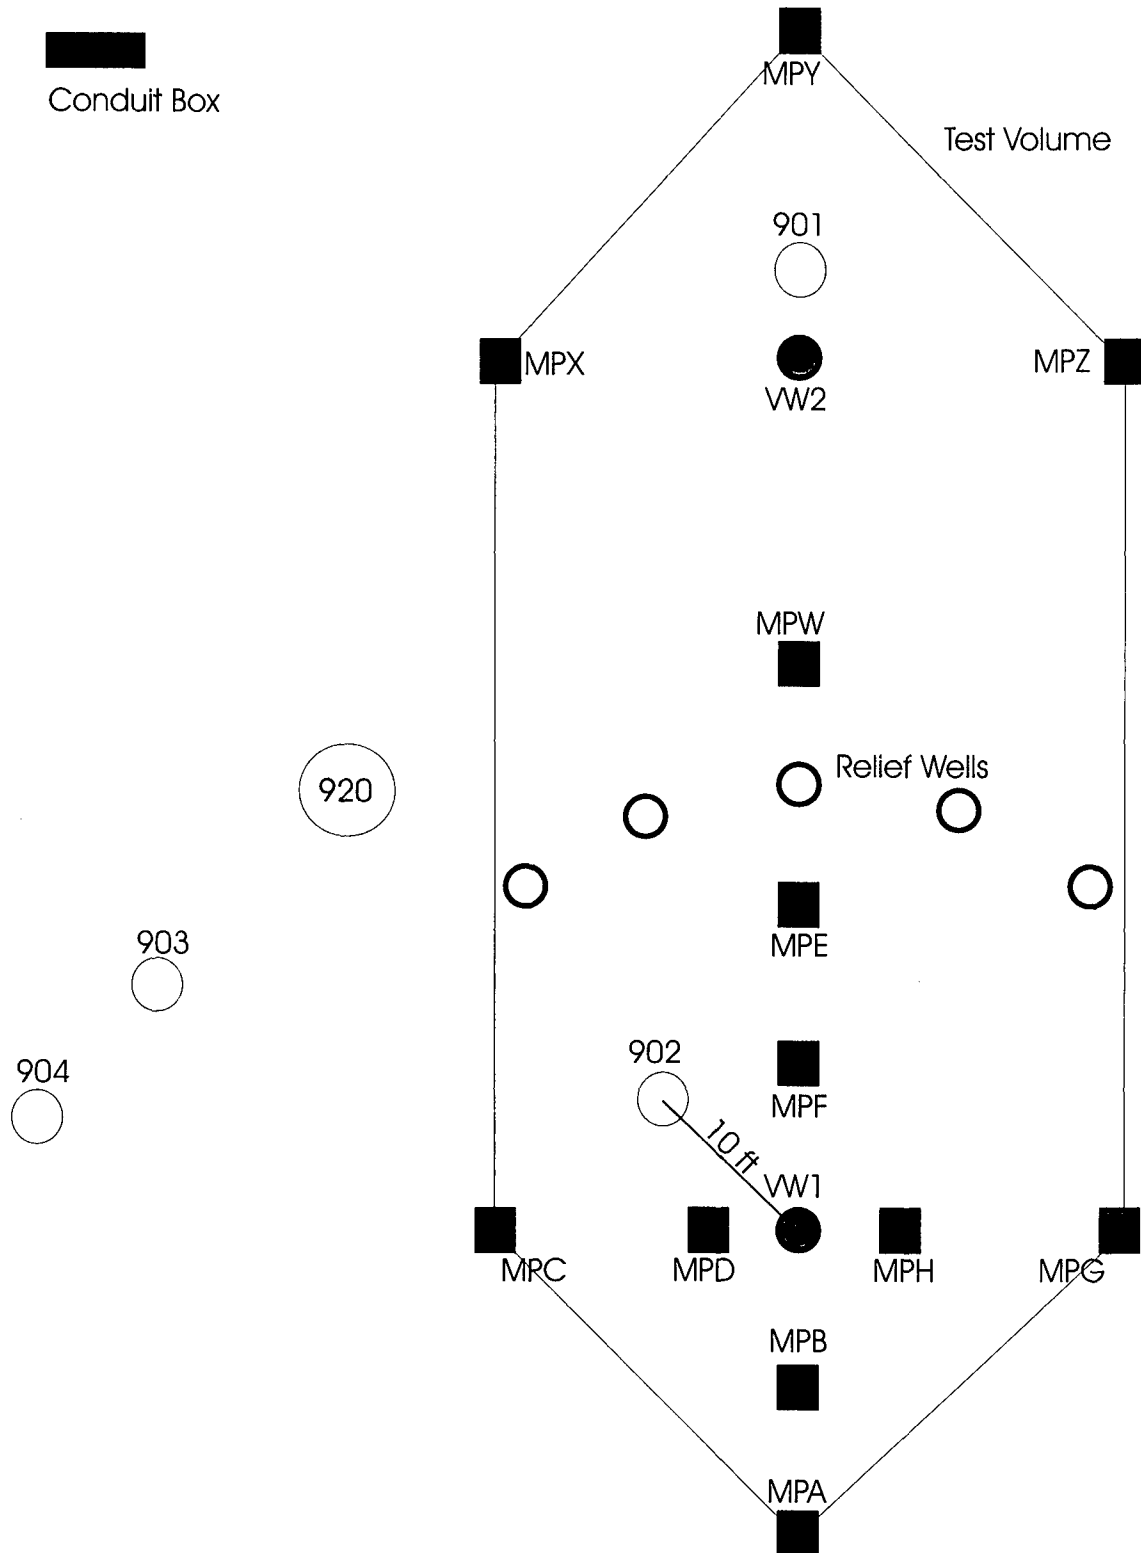 MPY
Conduit Box
Test Volume
901
MPX
MPZ
VW2
MPW
Relief Wells
920
903
MPE
902
904
MPF
10 ft
VW1
MPC
MPD
MPH
MPG
MPB
MPA